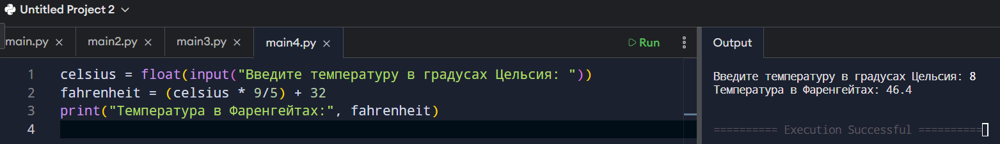 Untitled Project 2
main.py × main2.py × main3.py × main4.py × Run Output
1 celsius = float(input("Введите температуру в градусах Цельсия: "))
2 fahrenheit = (celsius * 9/5) + 32
3 print("Температура в Фаренгейтах:", fahrenheit)
4
Введите температуру в градусах Цельсия: 8
Температура в Фаренгейтах: 46.4
========== Execution Successful ==========